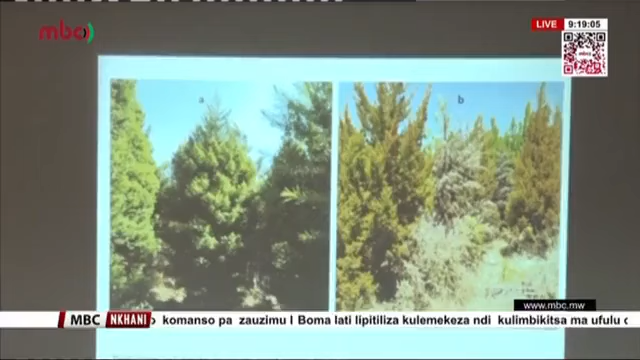 mbc
LIVE 9:19:05
a b
www.mbc.mw
MBC NKHANI komanso pa zauzimu I Boma lati lipitiliza kulemekeza ndi kulimbikitsa ma ufulu